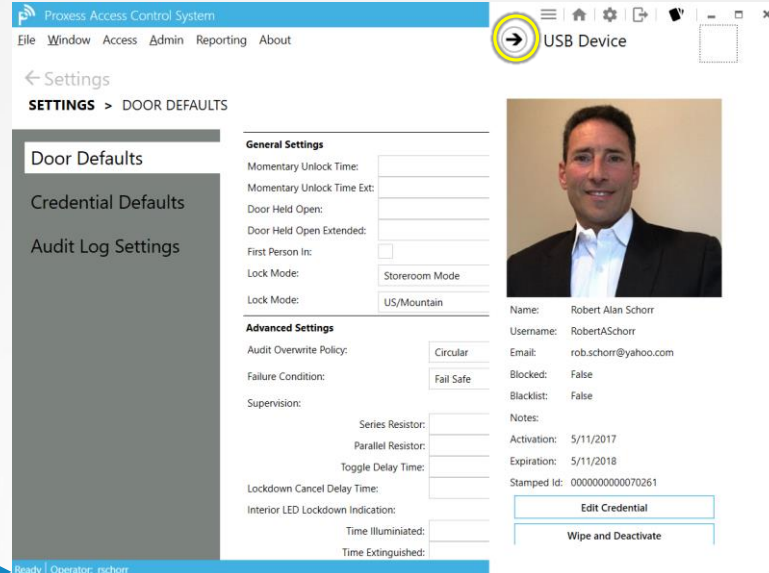 Proxess Access Control System
File Window Access Admin Reporting About
USB Device
Settings
SETTINGS > DOOR DEFAULTS
Door Defaults
Credential Defaults
Audit Log Settings
General Settings
Momentary Unlock Time:
Momentary Unlock Time Ext:
Door Held Open:
Door Held Open Extended:
First Person In:
Lock Mode: Storeroom Mode
Lock Mode: US/Mountain
Advanced Settings
Audit Overwrite Policy: Circular
Failure Condition: Fail Safe
Supervision:
Series Resistor:
Parallel Resistor:
Toggle Delay Time:
Lockdown Cancel Delay Time:
Interior LED Lockdown Indication:
Time Illuminiated:
Time Extinguished:
Name: Robert Alan Schorr
Username: RobertASchorr
Email: rob.schorr@yahoo.com
Blocked: False
Blacklist: False
Notes:
Activation: 5/11/2017
Expiration: 5/11/2018
Stamped Id: 0000000000070261
Edit Credential
Wipe and Deactivate
Ready | Operator: rschorr